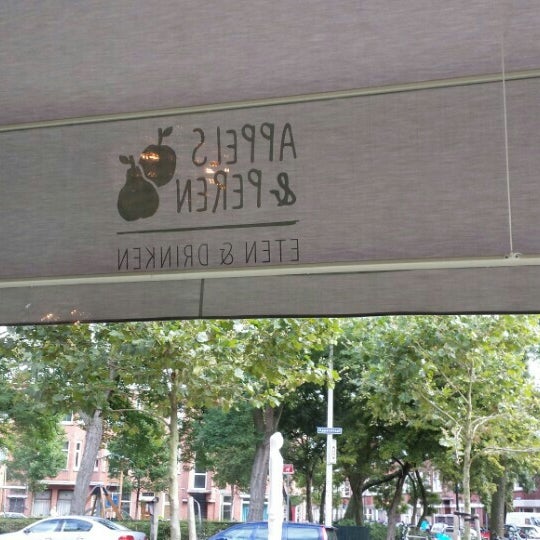 APPELS
& PEREN
ETEN & DRINKEN